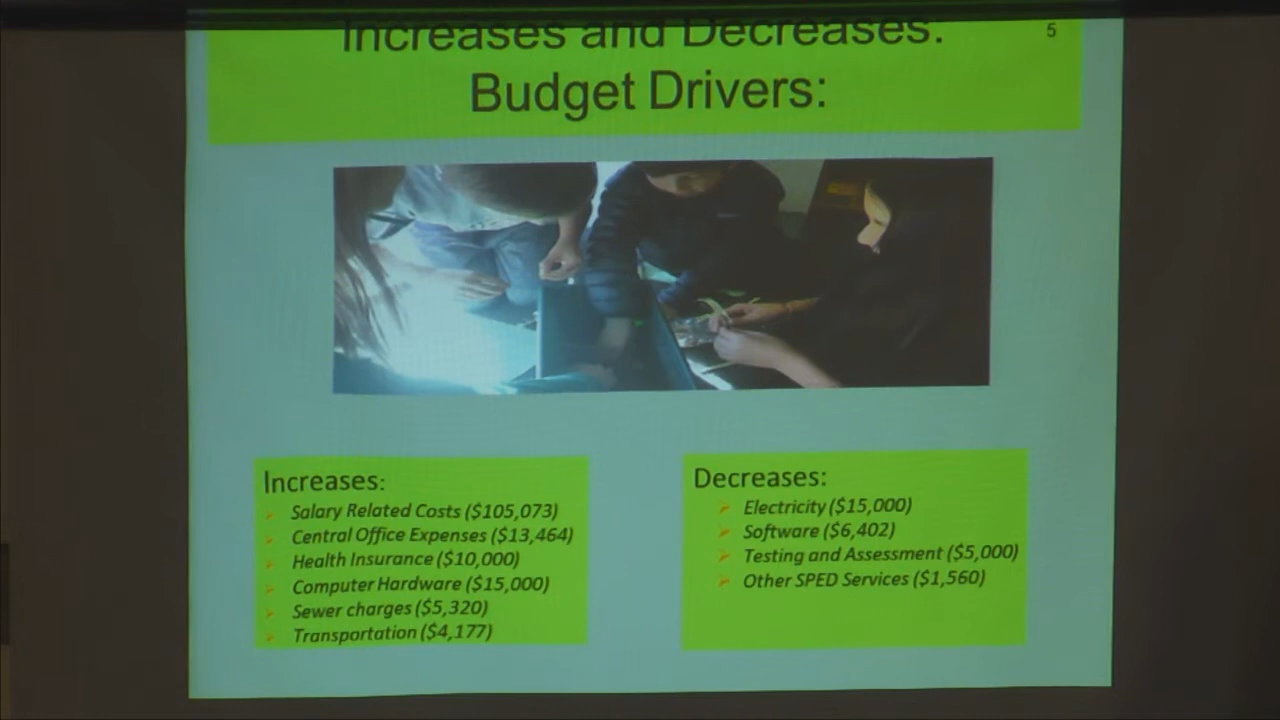 Increases and Decreases:
5
Budget Drivers:
Increases:
Salary Related Costs ($105,073)
Central Office Expenses ($13,464)
Health Insurance ($10,000)
Computer Hardware ($15,000)
Sewer charges ($5,320)
Transportation ($4,177)
Decreases:
Electricity ($15,000)
Software ($6,402)
Testing and Assessment ($5,000)
Other SPED Services ($1,560)